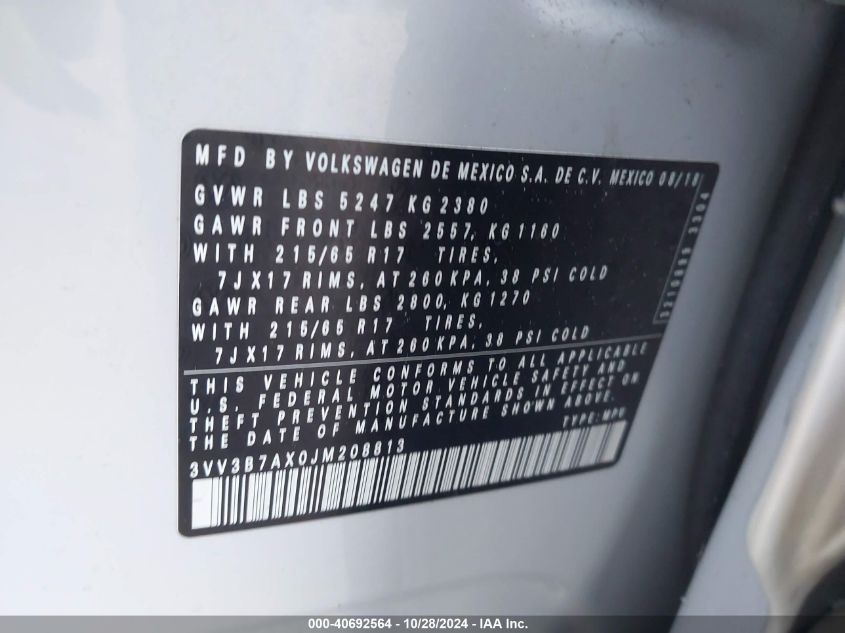 MFD BY VOLKSWAGEN DE MEXICO S.A. DE C.V. MEXICO 08/18
GVWR LBS 5247 KG 2380
GAWR FRONT LBS 2557, KG 1160
WITH 215/65 R17 TIRES,
7JX17 RIMS, AT 260 KPA, 38 PSI COLD
GAWR REAR LBS 2800, KG 1270
WITH 215/65 R17 TIRES,
7JX17 RIMS, AT 260 KPA, 38 PSI COLD
THIS VEHICLE CONFORMS TO ALL APPLICABLE
U.S. FEDERAL MOTOR VEHICLE SAFETY AND
THEFT PREVENTION STANDARDS IN EFFECT ON
THE DATE OF MANUFACTURE SHOWN ABOVE.
TYPE: MPV
3VV3B7AX0JM208813
3304
000-40692564 / 10/28/2024 - IAA Inc.